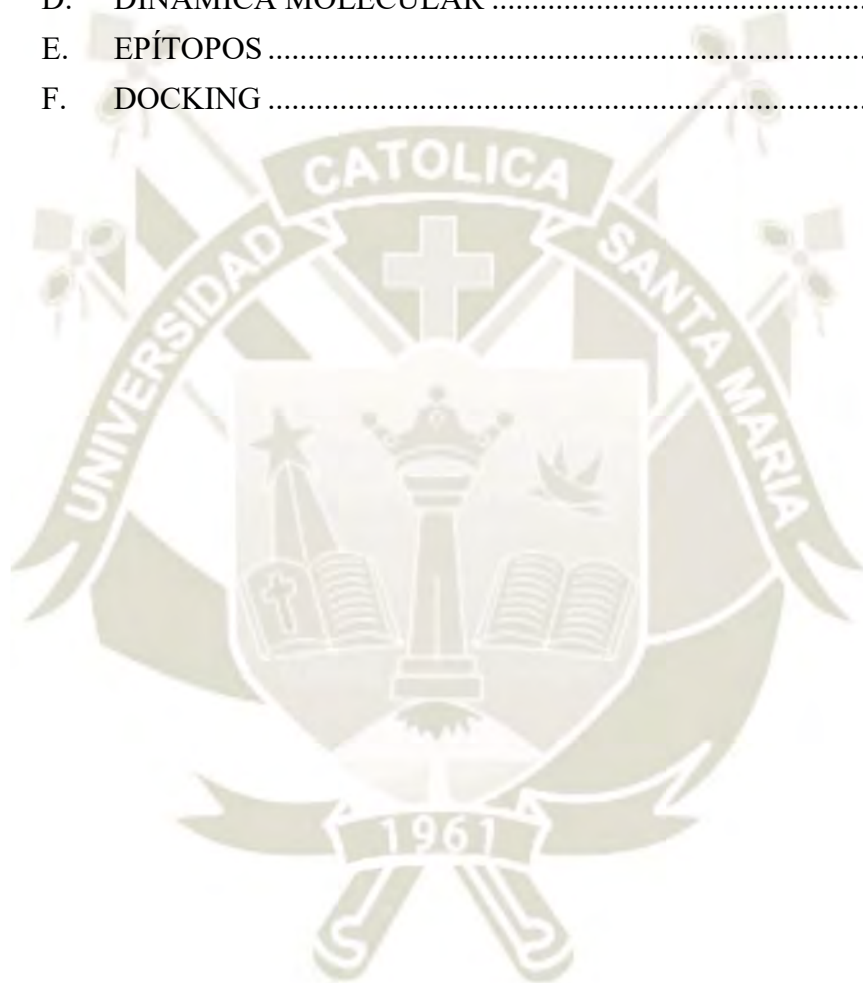 D. DINÁMICA MOLECULAR ........................................................
E. EPÍTOPOS ....................................................................................
F. DOCKING ....................................................................................
CATOLICA
UNIVERSIDAD
SANTA MARIA
1961